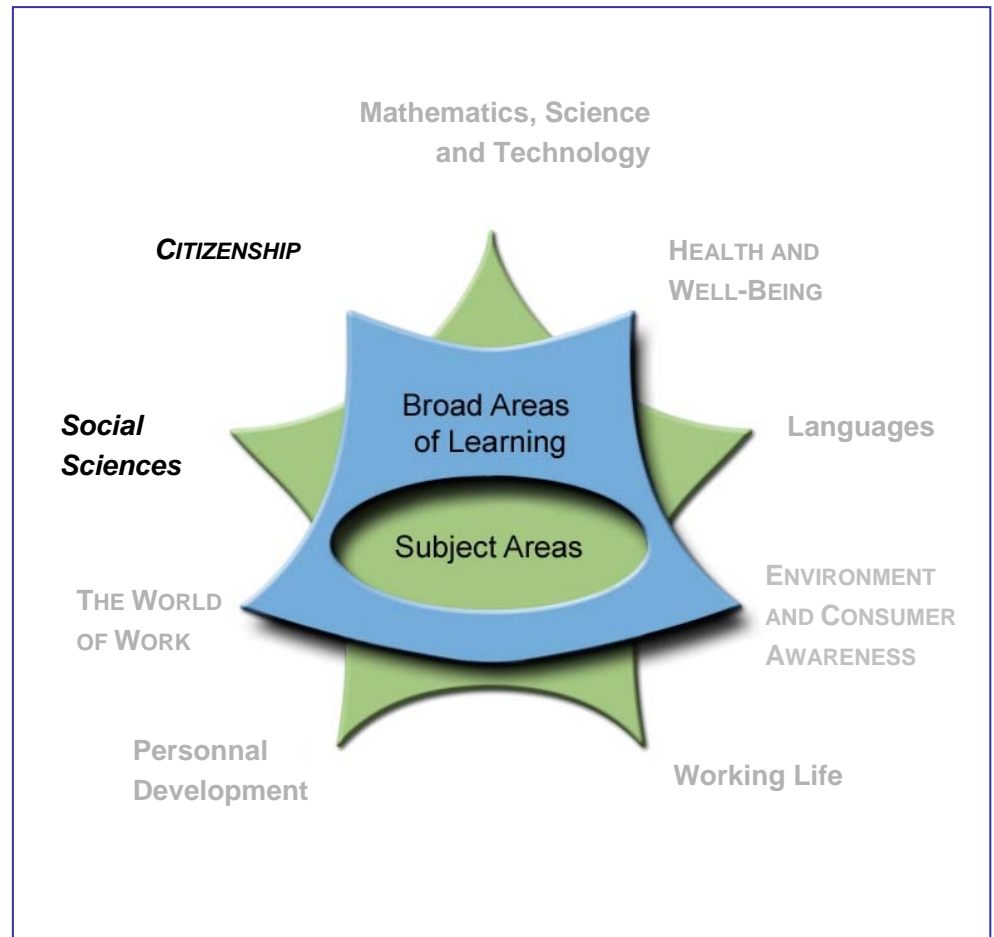 Mathematics, Science
and Technology
CITIZENSHIP
HEALTH AND
WELL-BEING
Broad Areas
of Learning
Social
Sciences
Languages
Subject Areas
THE WORLD
OF WORK
ENVIRONMENT
AND CONSUMER
AWARENESS
Personnal
Development
Working Life